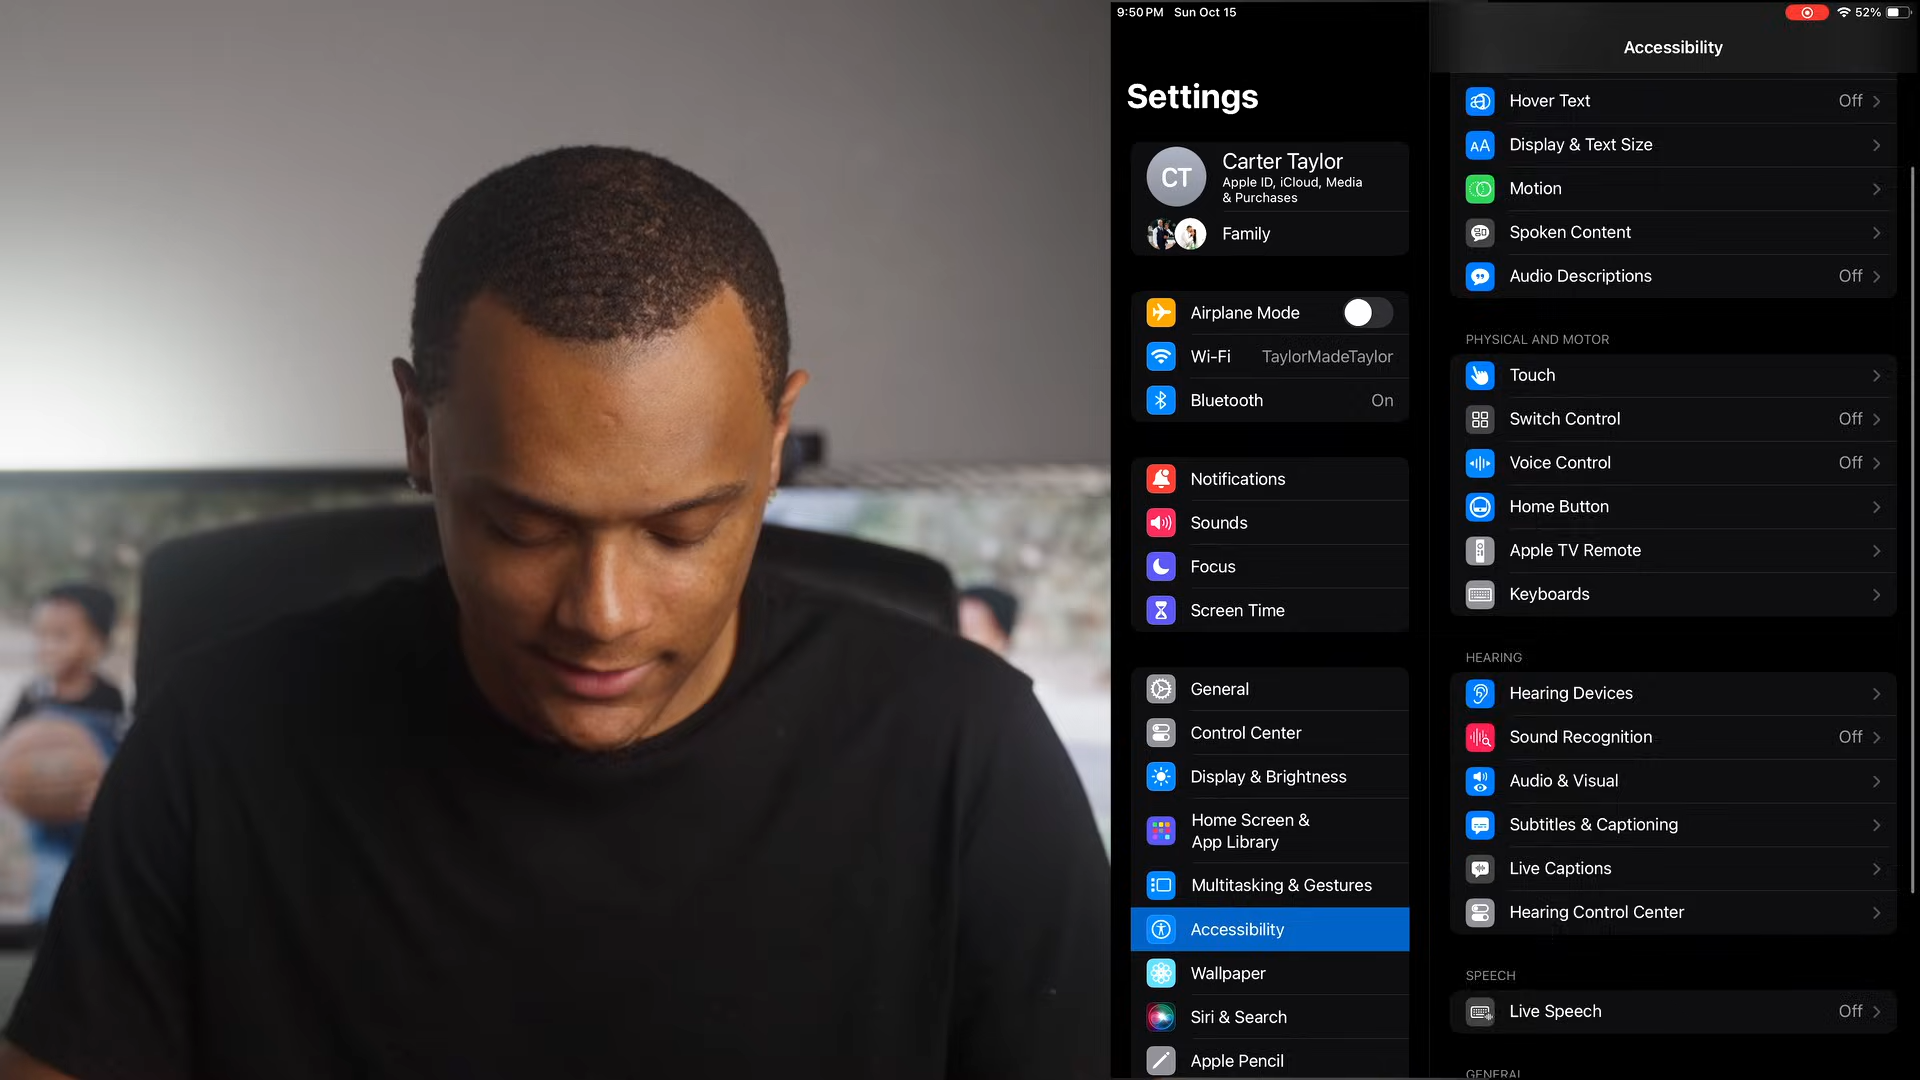 9:50 PM Sun Oct 15
52%
Settings
CT
Carter Taylor
Apple ID, iCloud, Media
& Purchases
Family
Airplane Mode
Wi-Fi TaylorMadeTaylor
Bluetooth On
Notifications
Sounds
Focus
Screen Time
General
Control Center
Display & Brightness
Home Screen &
App Library
Multitasking & Gestures
Accessibility
Wallpaper
Siri & Search
Apple Pencil
Accessibility
Hover Text Off
AA Display & Text Size
Motion
Spoken Content
Audio Descriptions Off
PHYSICAL AND MOTOR
Touch
Switch Control Off
Voice Control Off
Home Button
Apple TV Remote
Keyboards
HEARING
Hearing Devices
Sound Recognition Off
Audio & Visual
Subtitles & Captioning
Live Captions
Hearing Control Center
SPEECH
Live Speech Off
GENERAL